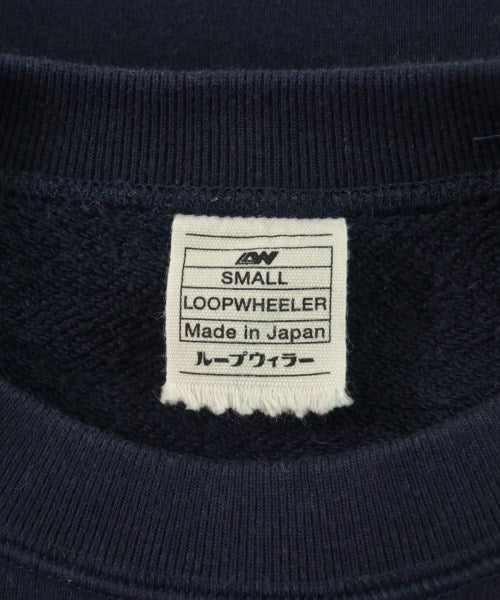 LW
SMALL
LOOPWHEELER
Made in Japan
ループウィラー